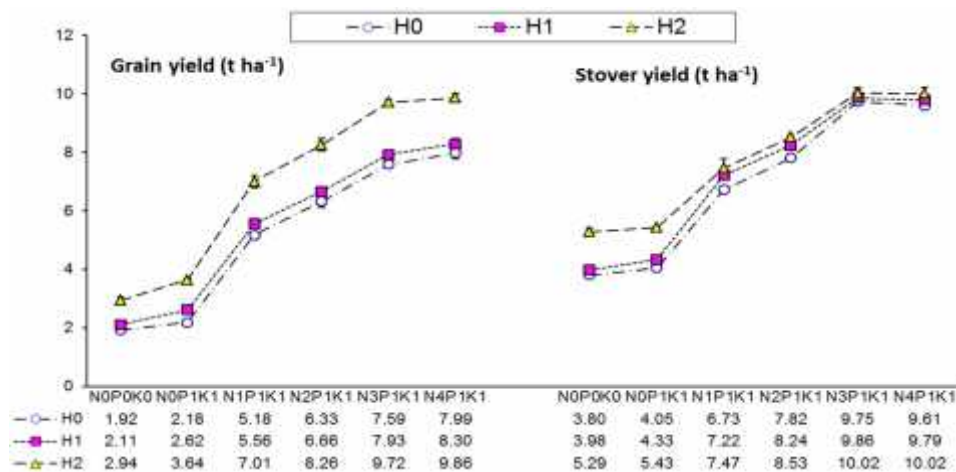 H0 H1 H2
12
Grain yield (t ha⁻¹) Stover yield (t ha⁻¹)
10
8
6
4
2
0
N0P0K0 N0P1K1 N1P1K1 N2P1K1 N3P1K1 N4P1K1 N0P0K0 N0P1K1 N1P1K1 N2P1K1 N3P1K1 N4P1K1
H0 1.92 2.18 5.18 6.33 7.59 7.99 3.80 4.05 6.73 7.82 9.75 9.61
H1 2.11 2.62 5.56 6.66 7.93 8.30 3.98 4.33 7.22 8.24 9.86 9.79
H2 2.94 3.64 7.01 8.26 9.72 9.86 5.29 5.43 7.47 8.53 10.02 10.02